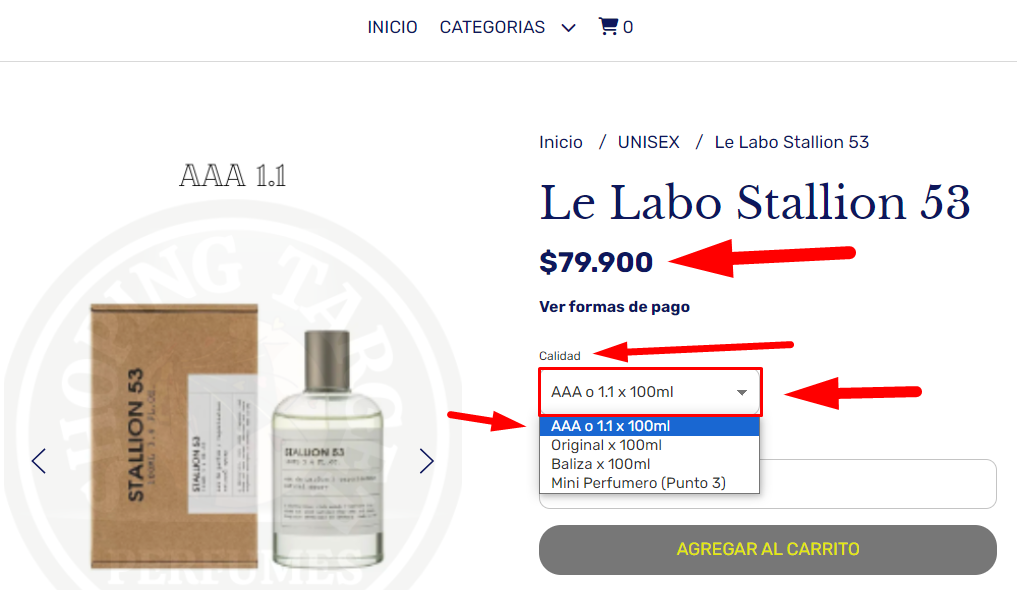 INICIO CATEGORIAS 0
Inicio / UNISEX / Le Labo Stallion 53
AAA 1.1
Le Labo Stallion 53
$79.900
Ver formas de pago
Calidad
AAA o 1.1 x 100ml
AAA o 1.1 x 100ml
Original x 100ml
Baliza x 100ml
Mini Perfumero (Punto 3)
AGREGAR AL CARRITO
STALLION 53
STALLION 53
STALLION 53
PERFUMES